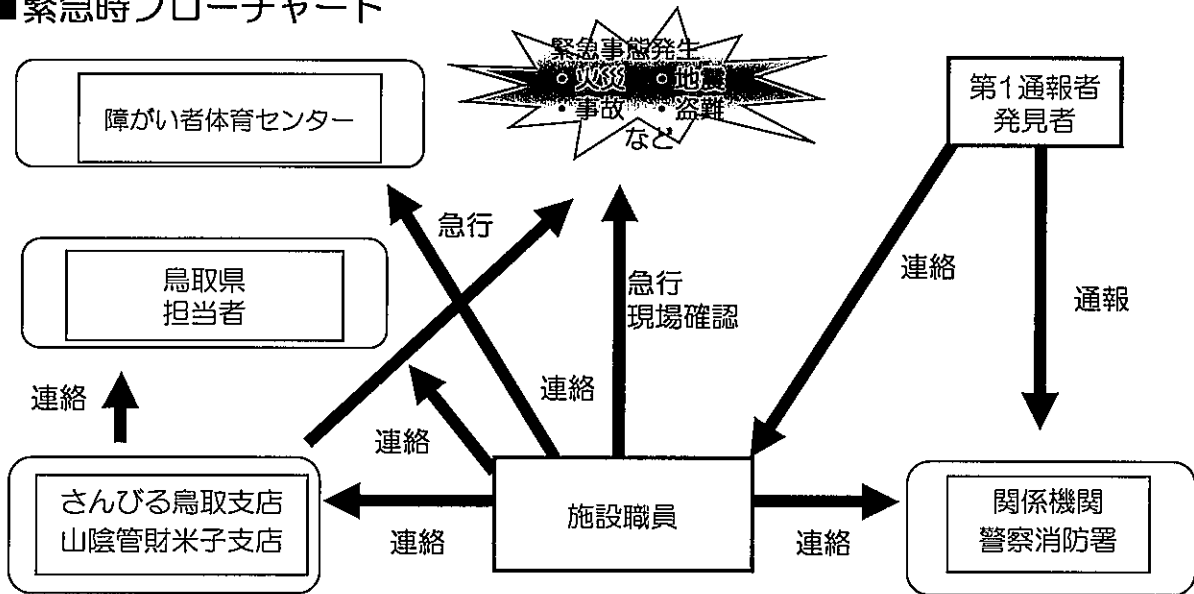 ■緊急時フローチャート
緊急事態発生
・火災 ・地震
・事故 ・盗難
など
第1通報者
発見者
障がい者体育センター
急行
鳥取県
担当者
急行
現場確認
連絡
通報
連絡
連絡
連絡
さんびる鳥取支店
山陰管財米子支店
連絡
施設職員
連絡
関係機関
警察消防署